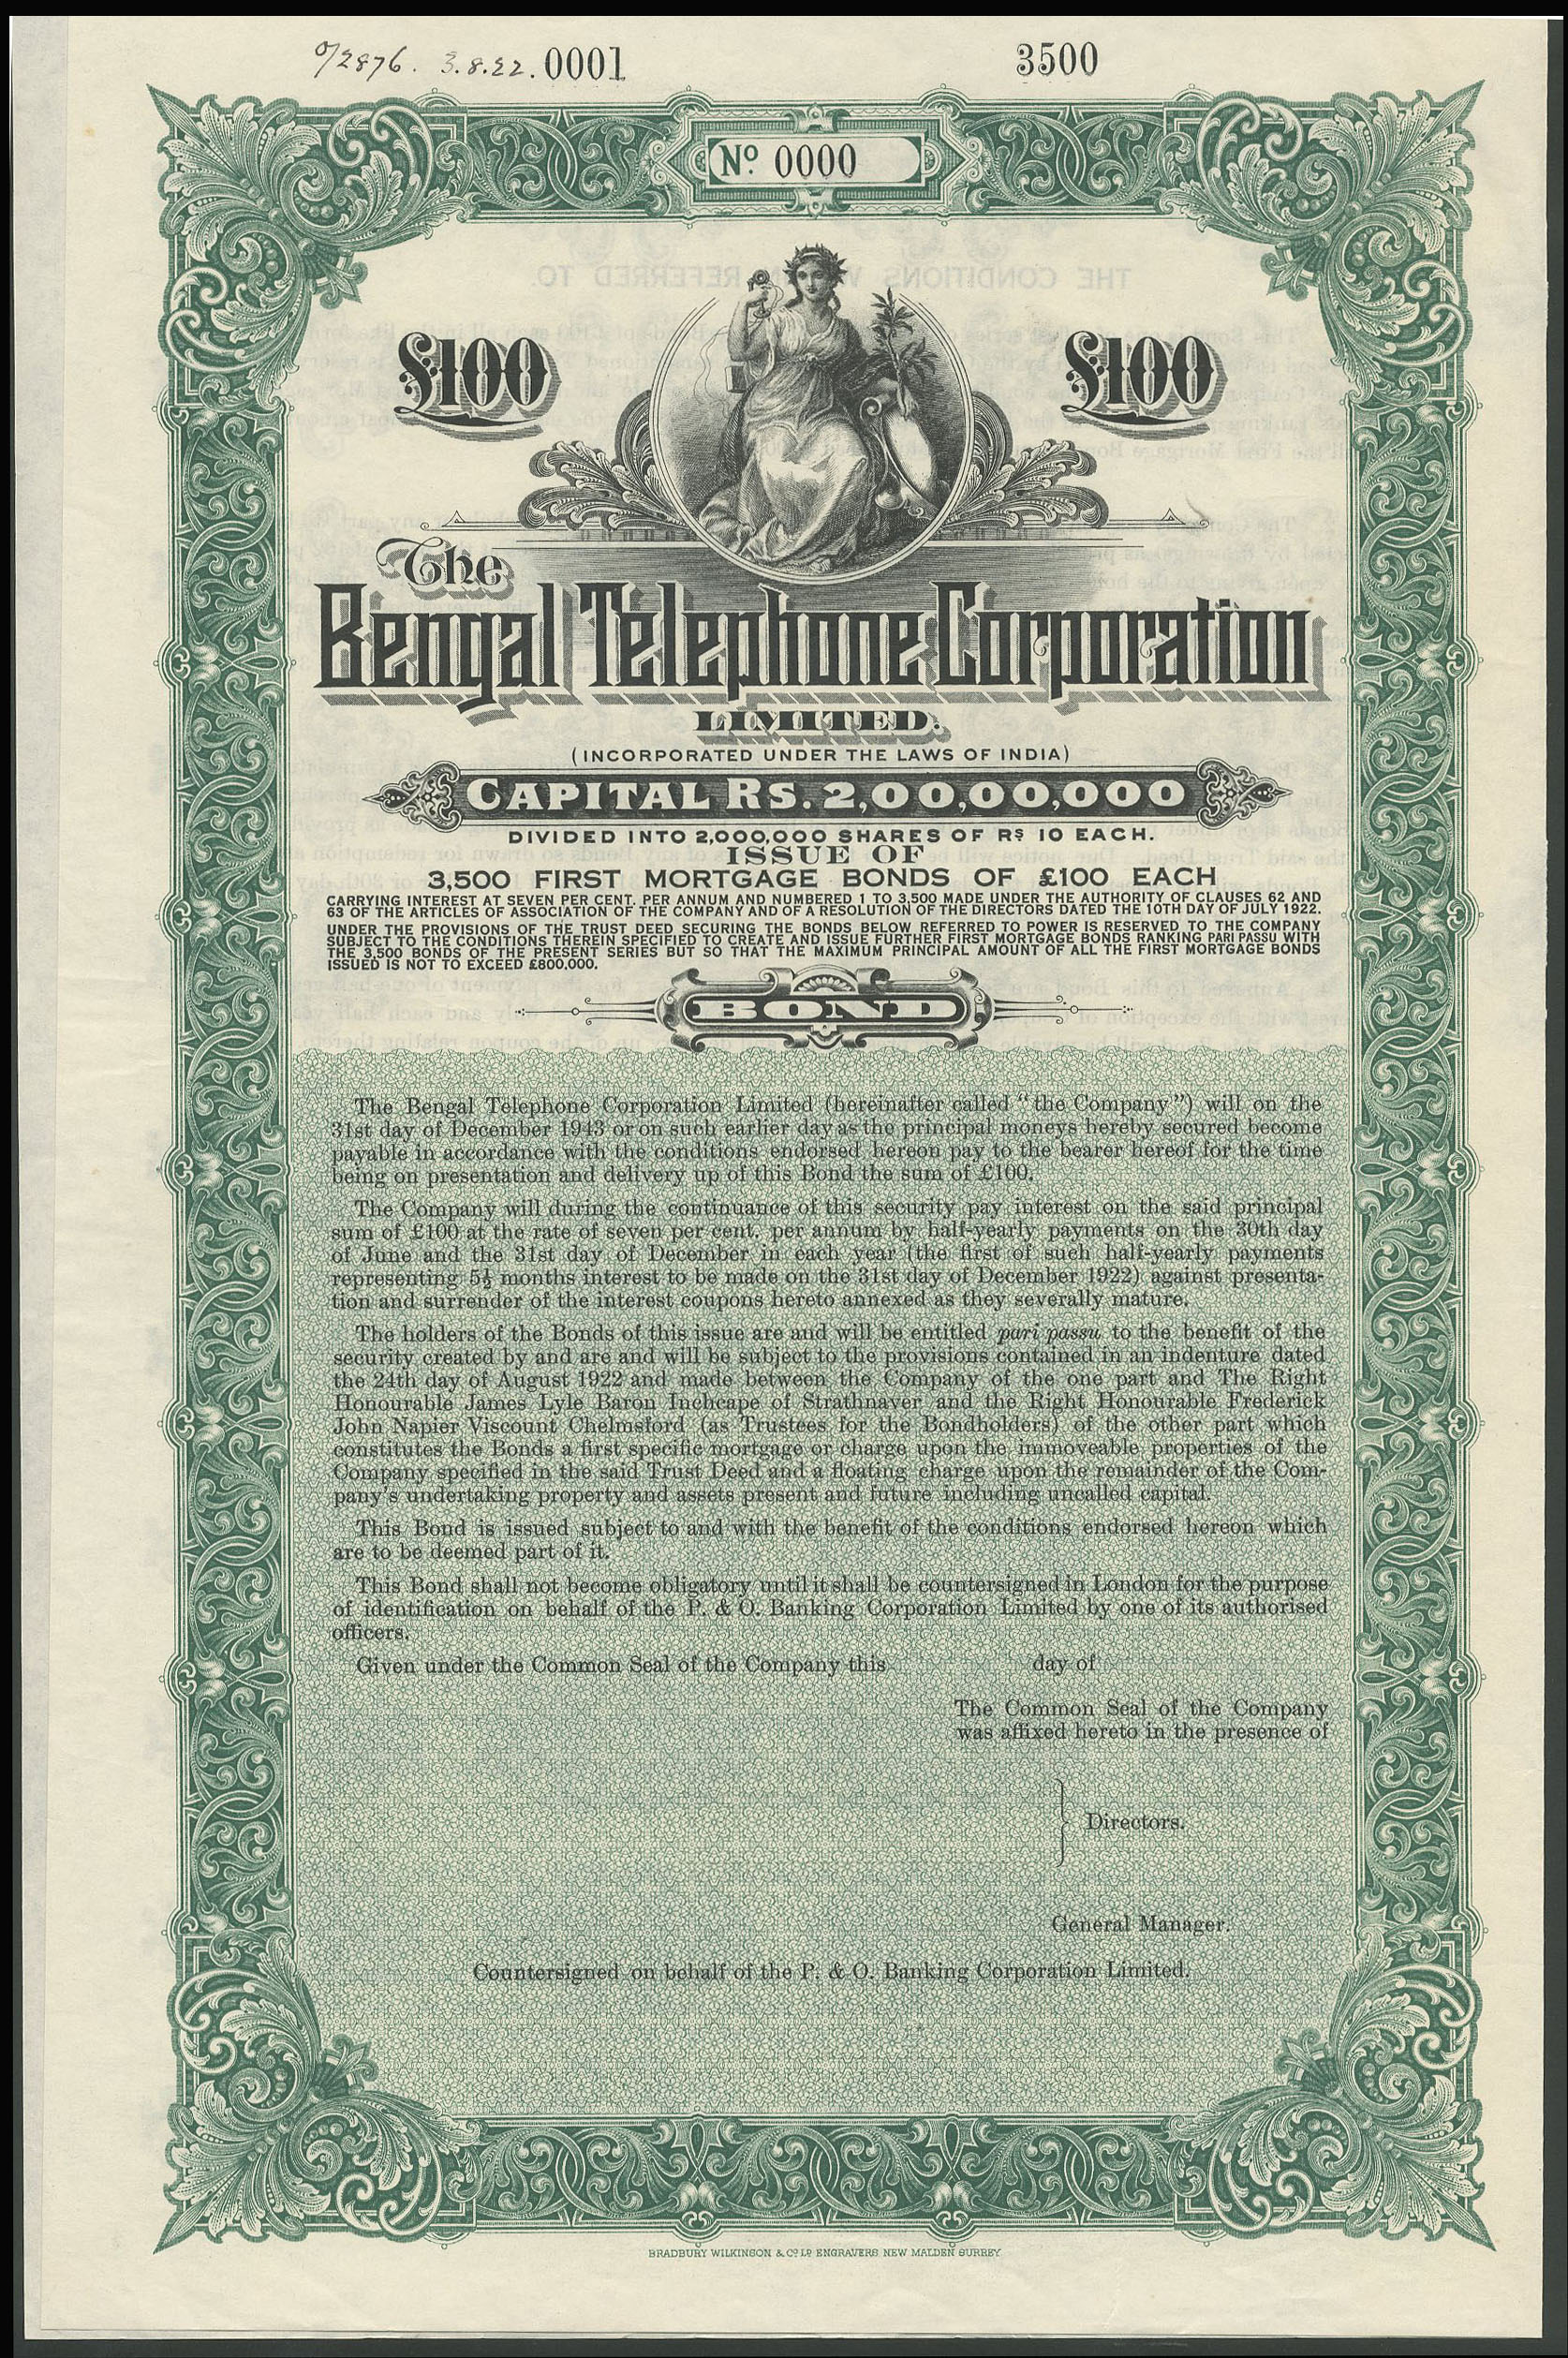 0/2876. 3.8.22. 0001 3500
No. 0000
£100 £100
The
Bengal Telephone Corporation
LIMITED.
(INCORPORATED UNDER THE LAWS OF INDIA)
CAPITAL RS. 2,00,00,000
DIVIDED INTO 2,000,000 SHARES OF RS 10 EACH.
ISSUE OF
3,500 FIRST MORTGAGE BONDS OF £100 EACH
CARRYING INTEREST AT SEVEN PER CENT. PER ANNUM AND NUMBERED 1 TO 3,500 MADE UNDER THE AUTHORITY OF CLAUSES 62 AND
63 OF THE ARTICLES OF ASSOCIATION OF THE COMPANY AND OF A RESOLUTION OF THE DIRECTORS DATED THE 10TH DAY OF JULY 1922.
UNDER THE PROVISIONS OF THE TRUST DEED SECURING THE BONDS BELOW REFERRED TO POWER IS RESERVED TO THE COMPANY
SUBJECT TO THE CONDITIONS THEREIN SPECIFIED TO CREATE AND ISSUE FURTHER FIRST MORTGAGE BONDS RANKING PARI PASSU WITH
THE 3,500 BONDS OF THE PRESENT SERIES BUT SO THAT THE MAXIMUM PRINCIPAL AMOUNT OF ALL THE FIRST MORTGAGE BONDS
ISSUED IS NOT TO EXCEED £800,000.
BOND
The Bengal Telephone Corporation Limited (hereinafter called "the Company") will on the
31st day of December 1943 or on such earlier day as the principal moneys hereby secured become
payable in accordance with the conditions endorsed hereon pay to the bearer hereof for the time
being on presentation and delivery up of this Bond the sum of £100.
The Company will during the continuance of this security pay interest on the said principal
sum of £100 at the rate of seven per cent. per annum by half-yearly payments on the 30th day
of June and the 31st day of December in each year (the first of such half-yearly payments
representing 5½ months interest to be made on the 31st day of December 1922) against presenta-
tion and surrender of the interest coupons hereto annexed as they severally mature.
The holders of the Bonds of this issue are and will be entitled pari passu to the benefit of the
security created by and are and will be subject to the provisions contained in an indenture dated
the 24th day of August 1922 and made between the Company of the one part and The Right
Honourable James Lyle Baron Inchcape of Strathnaver and the Right Honourable Frederick
John Napier Viscount Chelmsford (as Trustees for the Bondholders) of the other part which
constitutes the Bonds a first specific mortgage or charge upon the immoveable properties of the
Company specified in the said Trust Deed and a floating charge upon the remainder of the Com-
pany's undertaking property and assets present and future including uncalled capital.
This Bond is issued subject to and with the benefit of the conditions endorsed hereon which
are to be deemed part of it.
This Bond shall not become obligatory until it shall be countersigned in London for the purpose
of identification on behalf of the P. & O. Banking Corporation Limited by one of its authorised
officers.
Given under the Common Seal of the Company this day of
The Common Seal of the Company
was affixed hereto in the presence of
Directors.
General Manager.
Countersigned on behalf of the P. & O. Banking Corporation Limited.
BRADBURY WILKINSON & Co. LD. ENGRAVERS NEW MALDEN SURREY